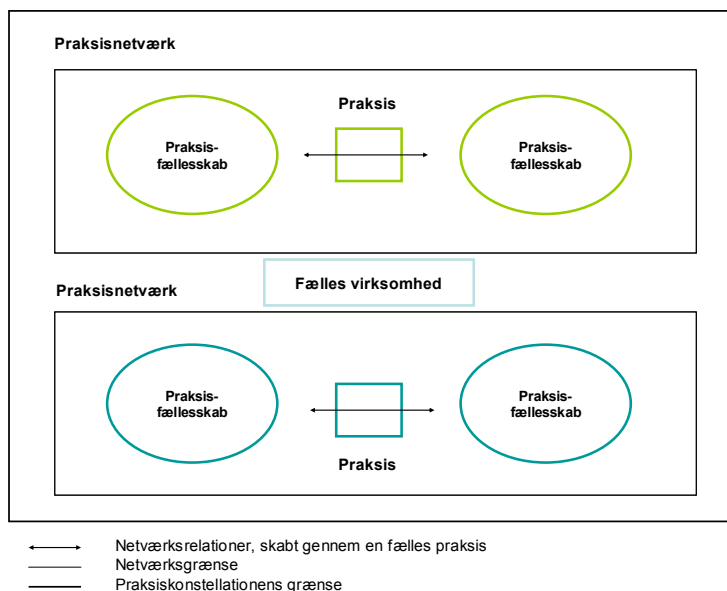 Praksisnetværk
Praksis
Praksis-
fællesskab
Praksis-
fællesskab
Fælles virksomhed
Praksisnetværk
Praksis-
fællesskab
Praksis-
fællesskab
Praksis
Netværksrelationer, skabt gennem en fælles praksis
Netværksgrænse
Praksiskonstellationens grænse